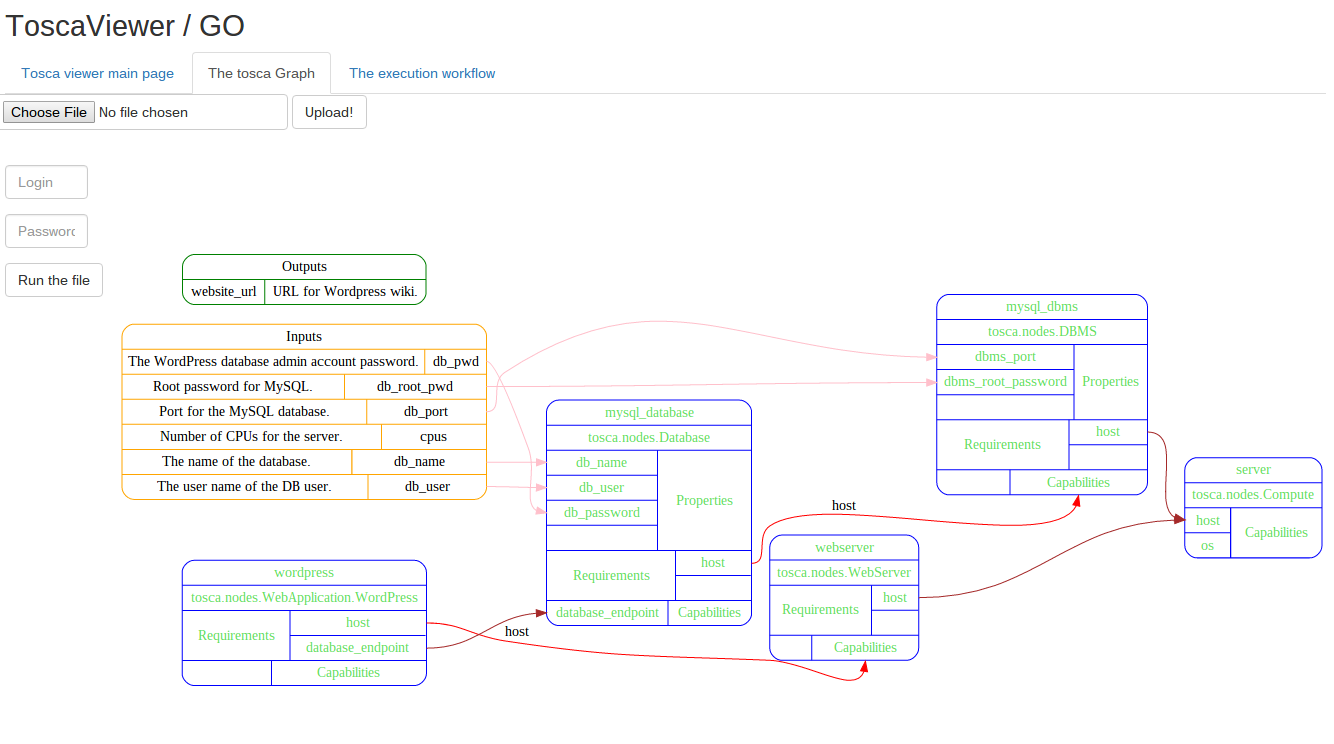 ToscaViewer / GO
Tosca viewer main page The tosca Graph The execution workflow
Choose File No file chosen Upload!
Login
Password
Run the file
Outputs
website_url URL for Wordpress wiki.
Inputs
The WordPress database admin account password. db_pwd
Root password for MySQL. db_root_pwd
Port for the MySQL database. db_port
Number of CPUs for the server. cpus
The name of the database. db_name
The user name of the DB user. db_user
mysql_dbms
tosca.nodes.DBMS
dbms_port
dbms_root_password
Properties
Requirements
host
Capabilities
mysql_database
tosca.nodes.Database
db_name
db_user
db_password
Properties
Requirements
host
database_endpoint Capabilities
host
server
tosca.nodes.Compute
host
os
Capabilities
webserver
tosca.nodes.WebServer
Requirements
host
Capabilities
wordpress
tosca.nodes.WebApplication.WordPress
Requirements
host
database_endpoint
Capabilities
host